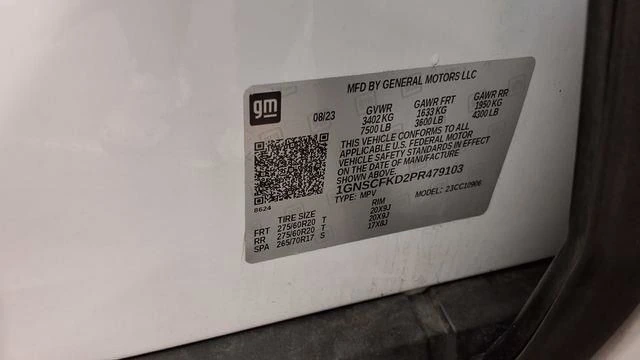 MFD BY GENERAL MOTORS LLC
gm
08/23 GVWR GAWR FRT GAWR RR
3402 KG 1633 KG 1950 KG
7500 LB 3600 LB 4300 LB
THIS VEHICLE CONFORMS TO ALL
APPLICABLE U.S. FEDERAL MOTOR
VEHICLE SAFETY STANDARDS IN EFFECT
ON THE DATE OF MANUFACTURE
SHOWN ABOVE.
1GNSCFKD2PR479103
TYPE: MPV MODEL: 23CC10906
8624
TIRE SIZE RIM
FRT 275/60R20 T 20X9J
RR 275/60R20 T 20X9J
SPA 265/70R17 S 17X8J